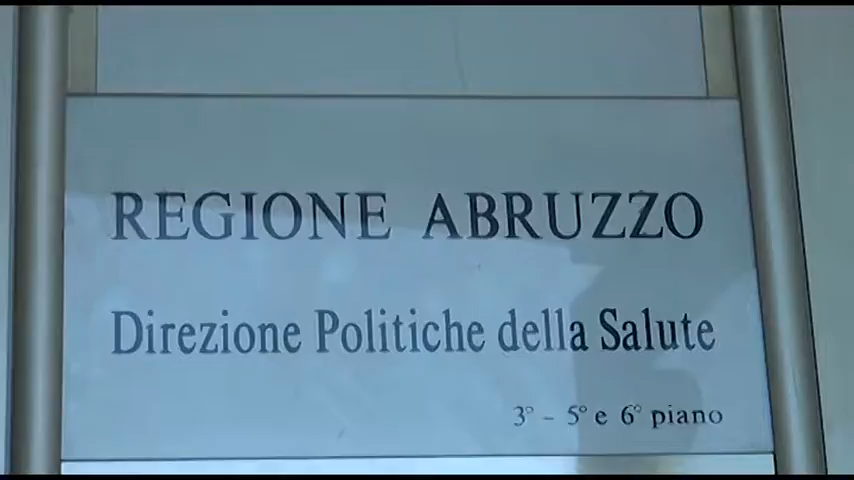 REGIONE ABRUZZO
Direzione Politiche della Salute
3° - 5° e 6° piano